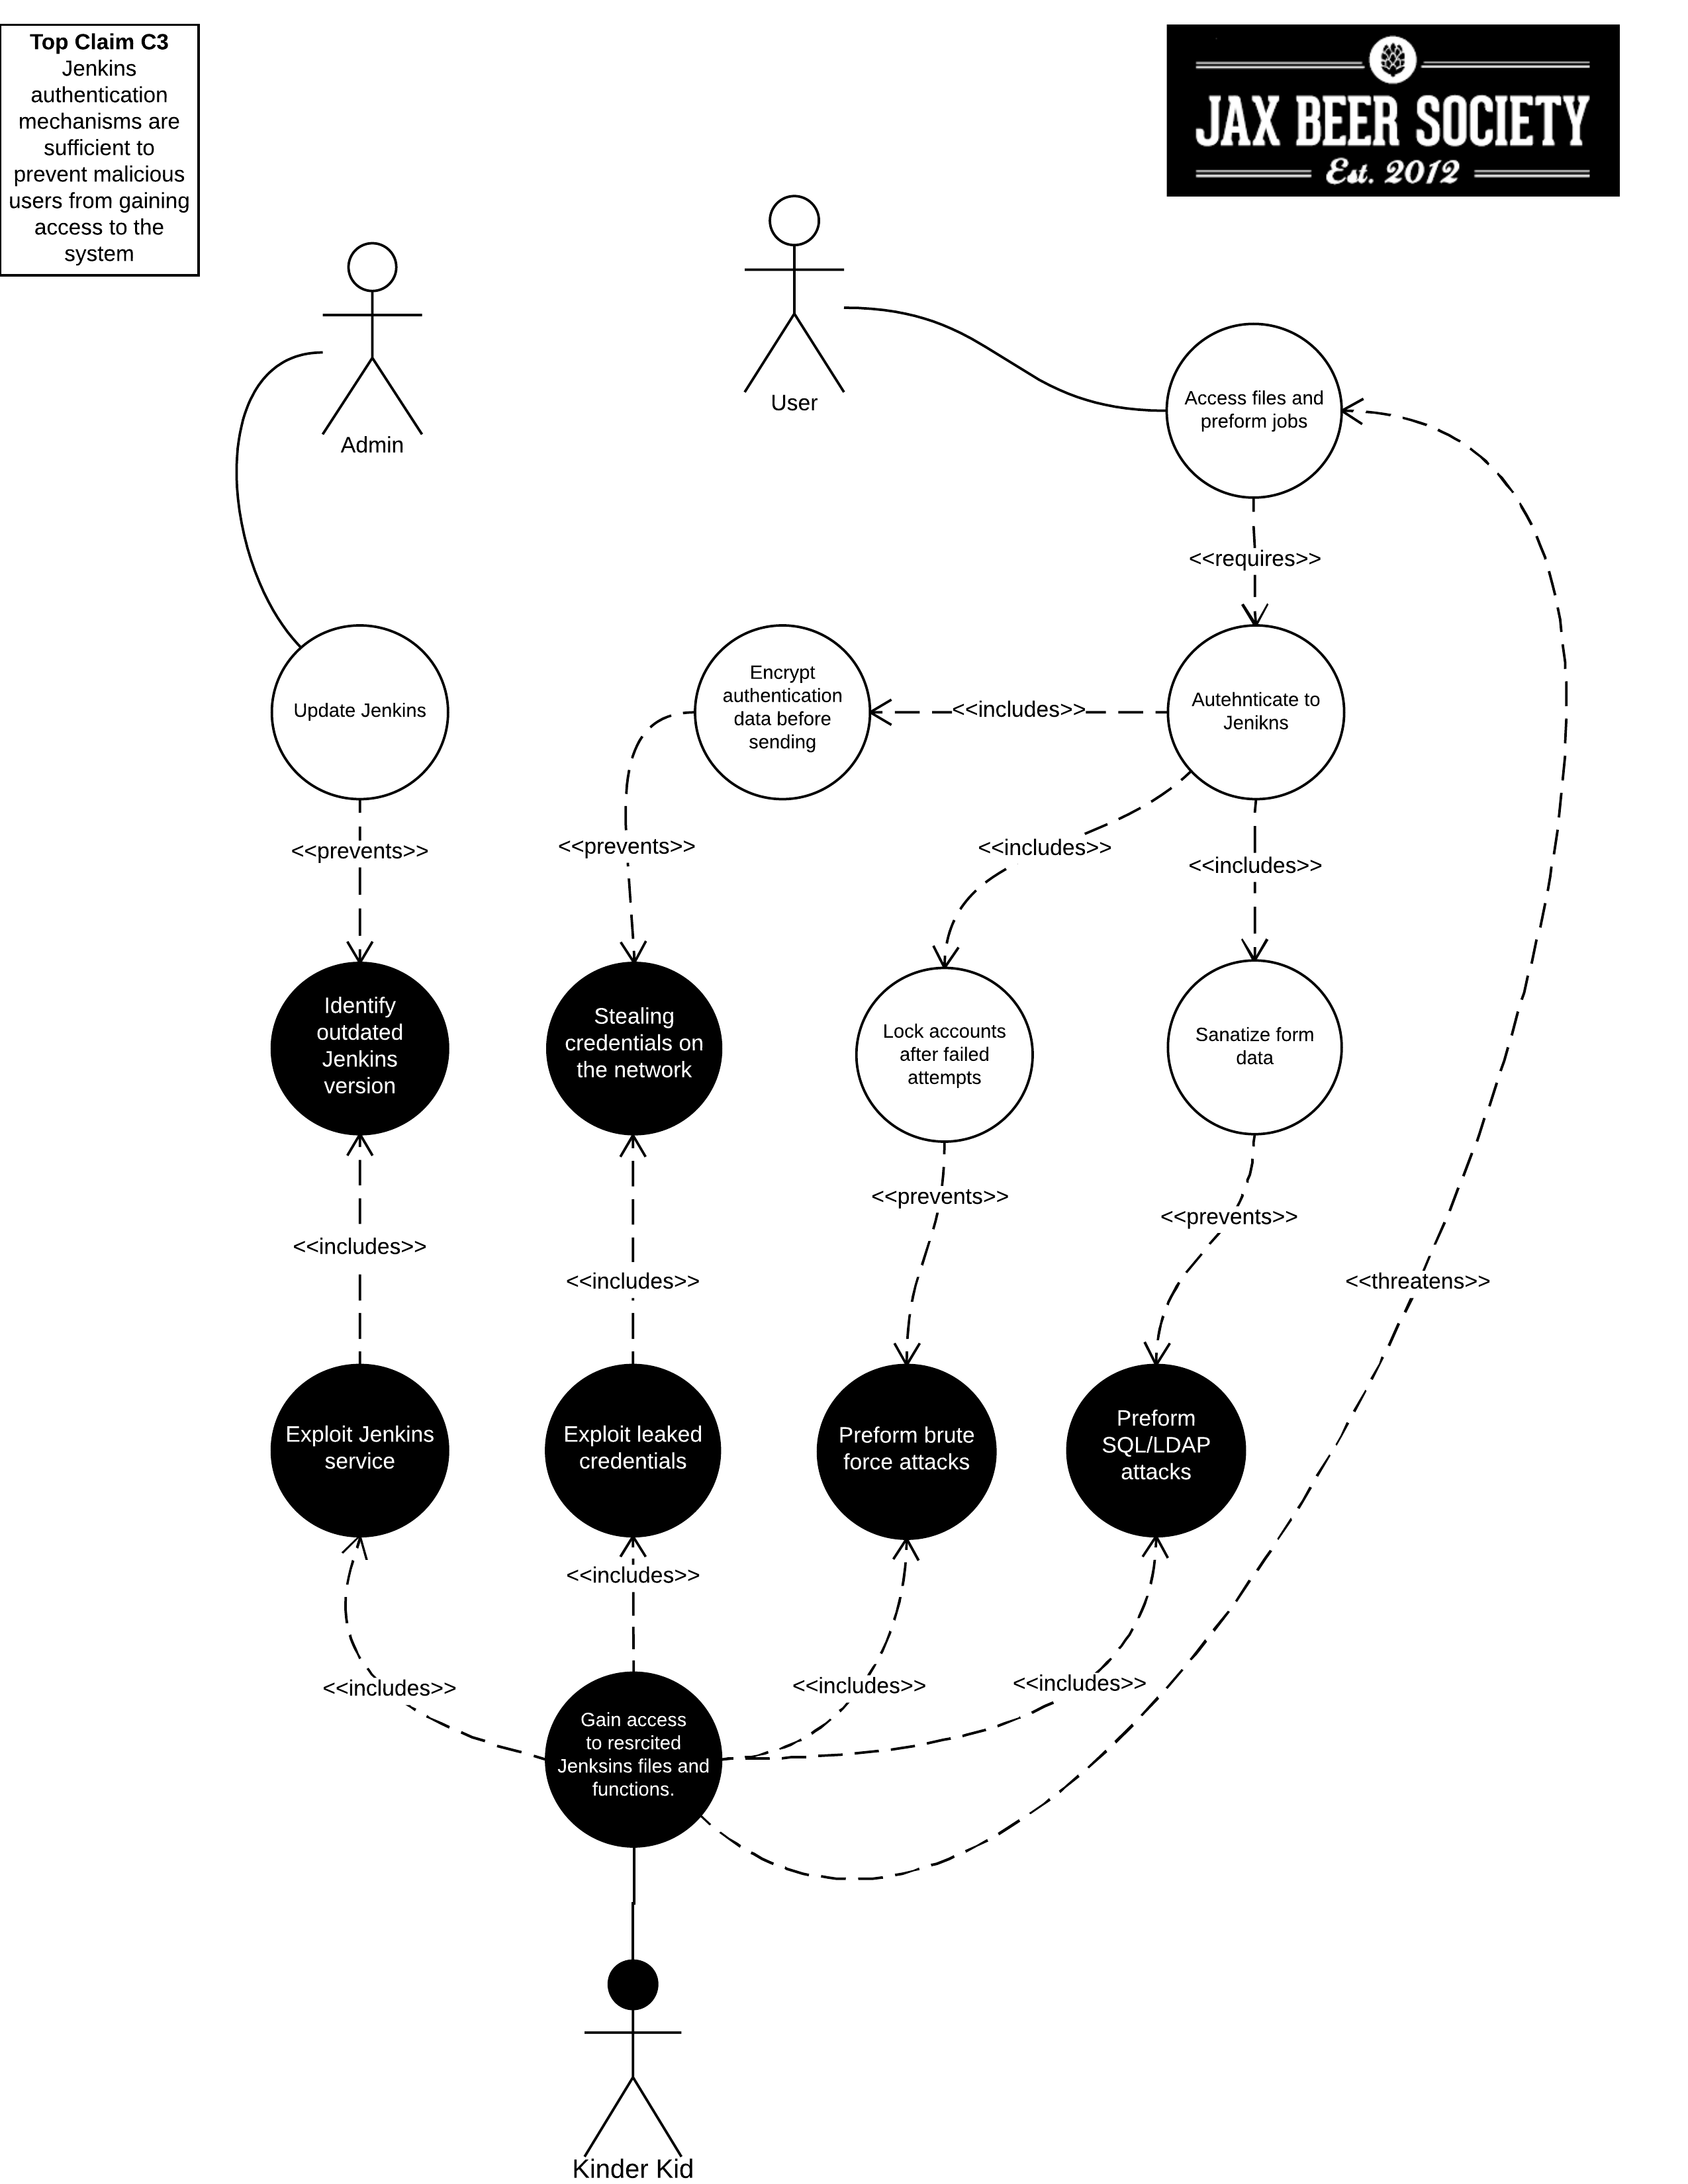 Top Claim C3
Jenkins
authentication
mechanisms are
sufficient to
prevent malicious
users from gaining
access to the
system
JAX BEER SOCIETY
Est. 2012
Admin
User
Access files and
preform jobs
<<requires>>
Update Jenkins
Encrypt
authentication
data before
sending
<<includes>>
Autehnticate to
Jenikns
<<prevents>>
<<prevents>>
<<includes>>
<<includes>>
Identify
outdated
Jenkins
version
Stealing
credentials on
the network
Lock accounts
after failed
attempts
Sanatize form
data
<<includes>>
<<includes>>
<<prevents>>
<<prevents>>
<<threatens>>
Exploit Jenkins
service
Exploit leaked
credentials
Preform brute
force attacks
Preform
SQL/LDAP
attacks
<<includes>>
<<includes>>
<<includes>>
<<includes>>
Gain access
to resrcited
Jenksins files and
functions.
Kinder Kid